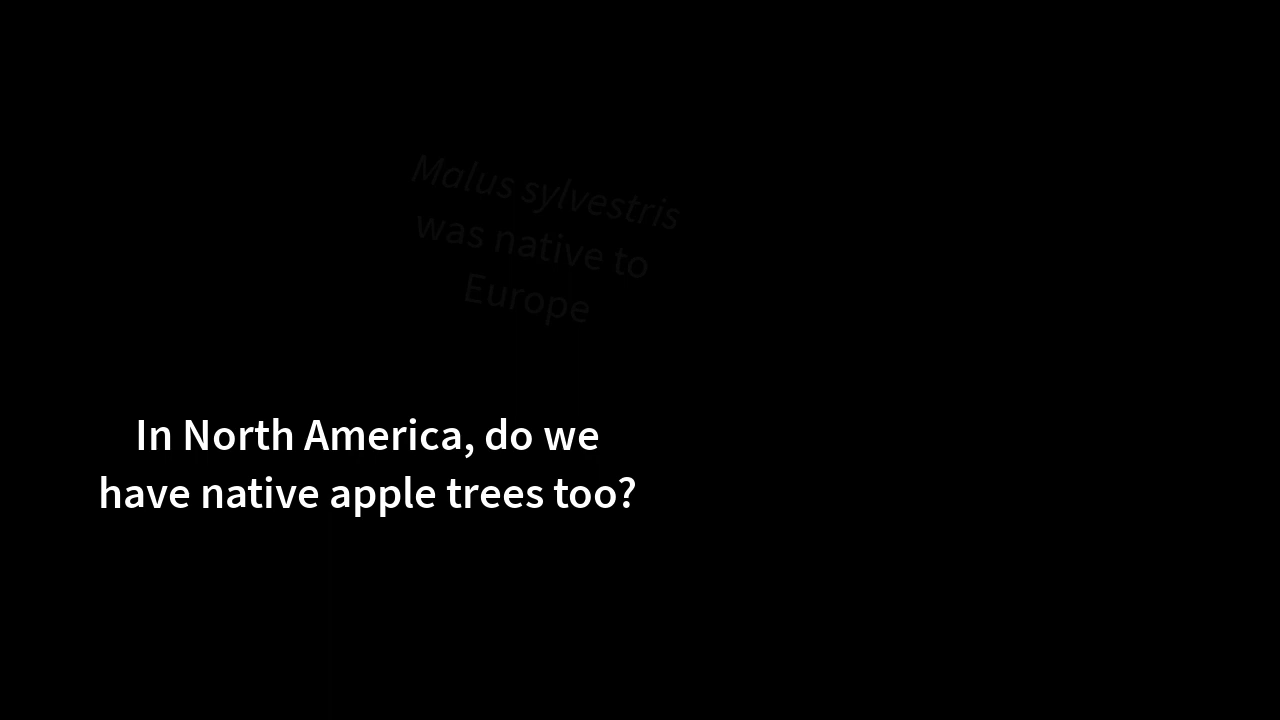 Malus sylvestris
was native to
Europe
In North America, do we
have native apple trees too?